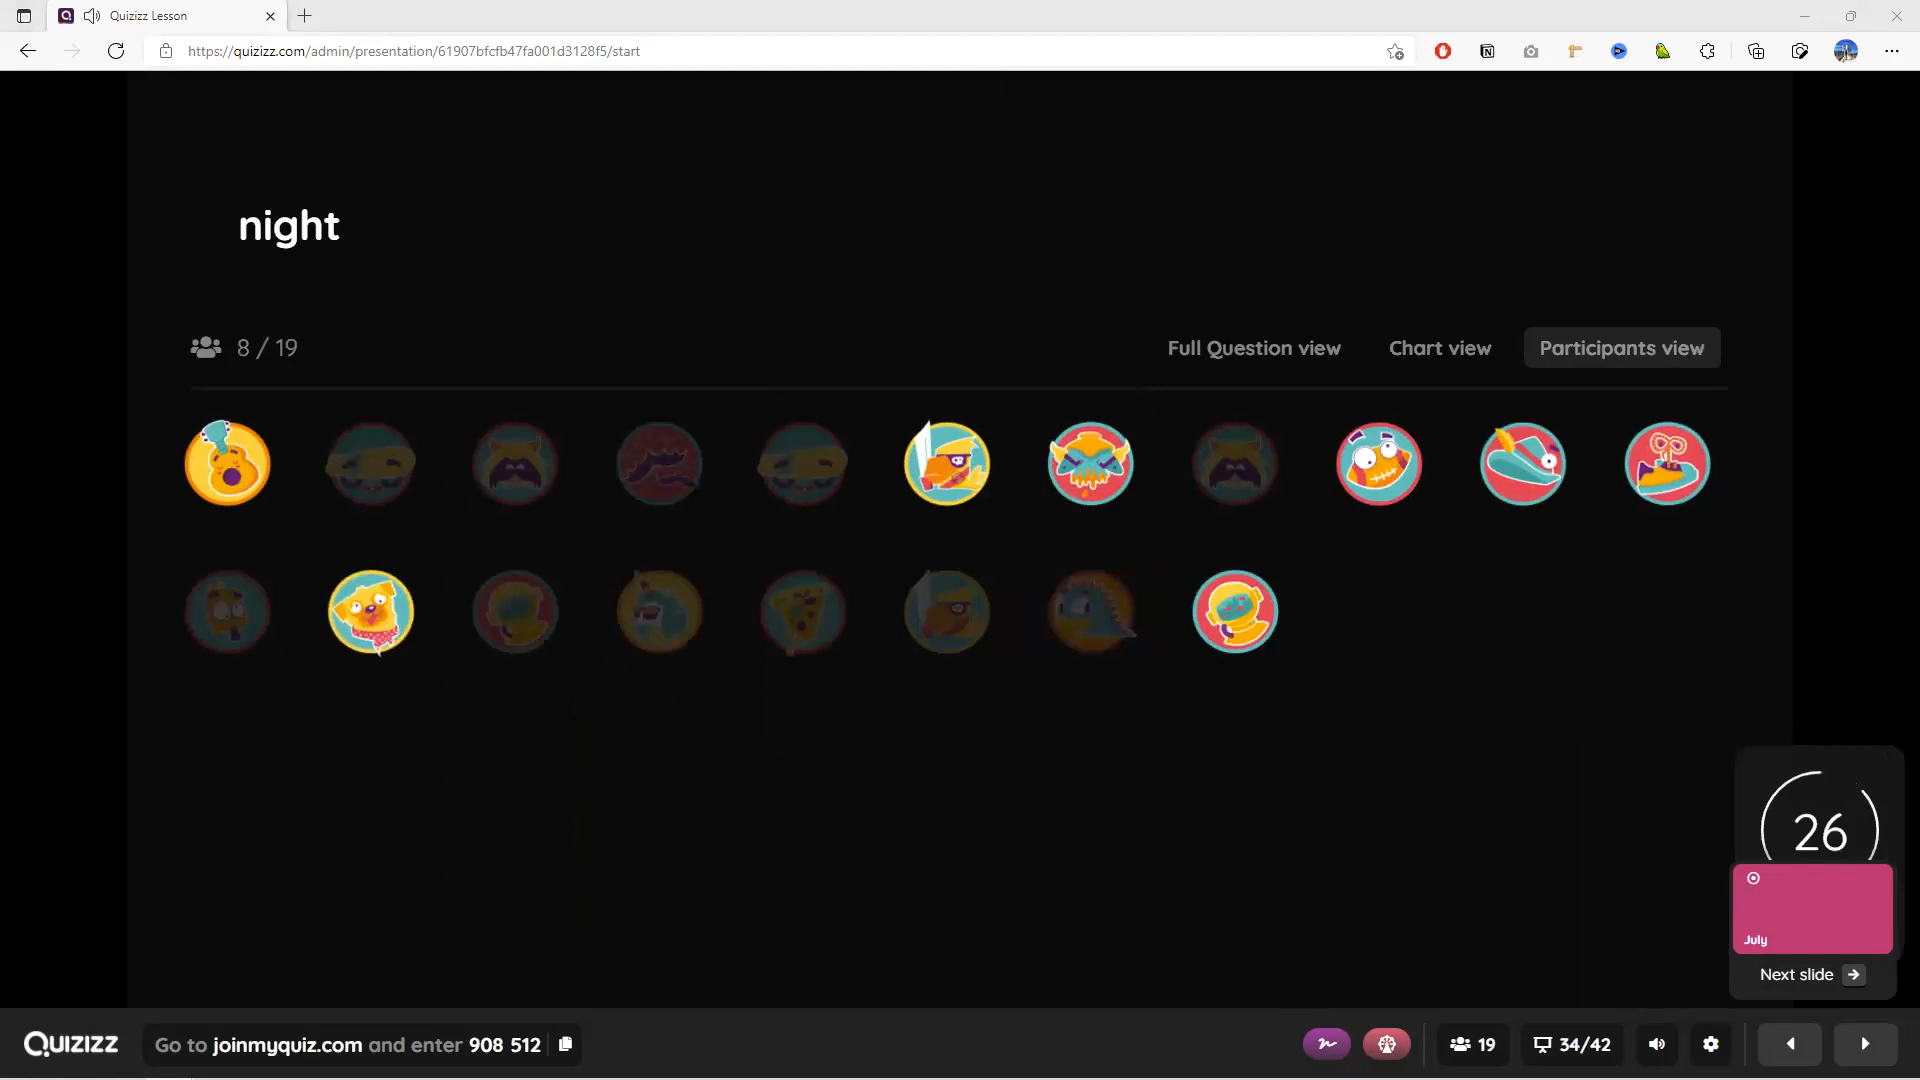 Quizizz Lesson
https://quizizz.com/admin/presentation/61907bfcfb47fa001d3128f5/start
night
8 / 19
Full Question view
Chart view
Participants view
26
July
Next slide
QUIZIZZ
Go to joinmyquiz.com and enter 908 512
19
34/42